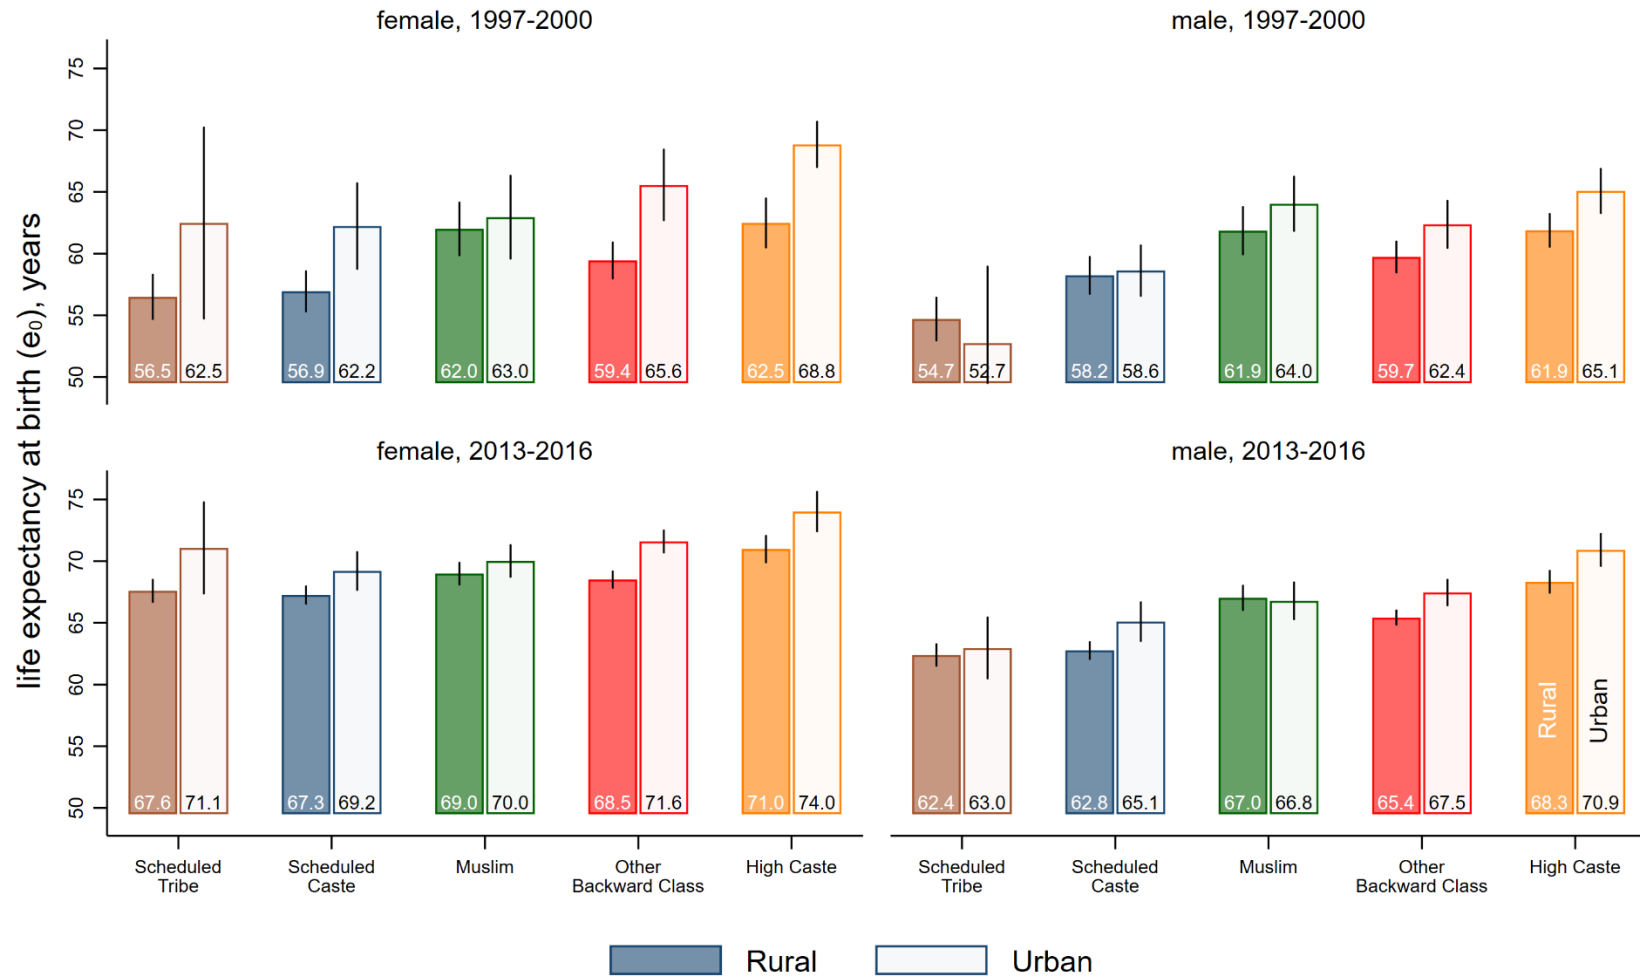 female, 1997-2000
male, 1997-2000
life expectancy at birth (e₀), years
75
70
65
60
55
50
56.5 62.5 56.9 62.2 62.0 63.0 59.4 65.6 62.5 68.8
54.7 52.7 58.2 58.6 61.9 64.0 59.7 62.4 61.9 65.1
female, 2013-2016
male, 2013-2016
75
70
65
60
55
50
67.6 71.1 67.3 69.2 69.0 70.0 68.5 71.6 71.0 74.0
Rural
Urban
62.4 63.0 62.8 65.1 67.0 66.8 65.4 67.5 68.3 70.9
Scheduled
Tribe
Scheduled
Caste
Muslim
Other
Backward Class
High Caste
Scheduled
Tribe
Scheduled
Caste
Muslim
Other
Backward Class
High Caste
Rural
Urban